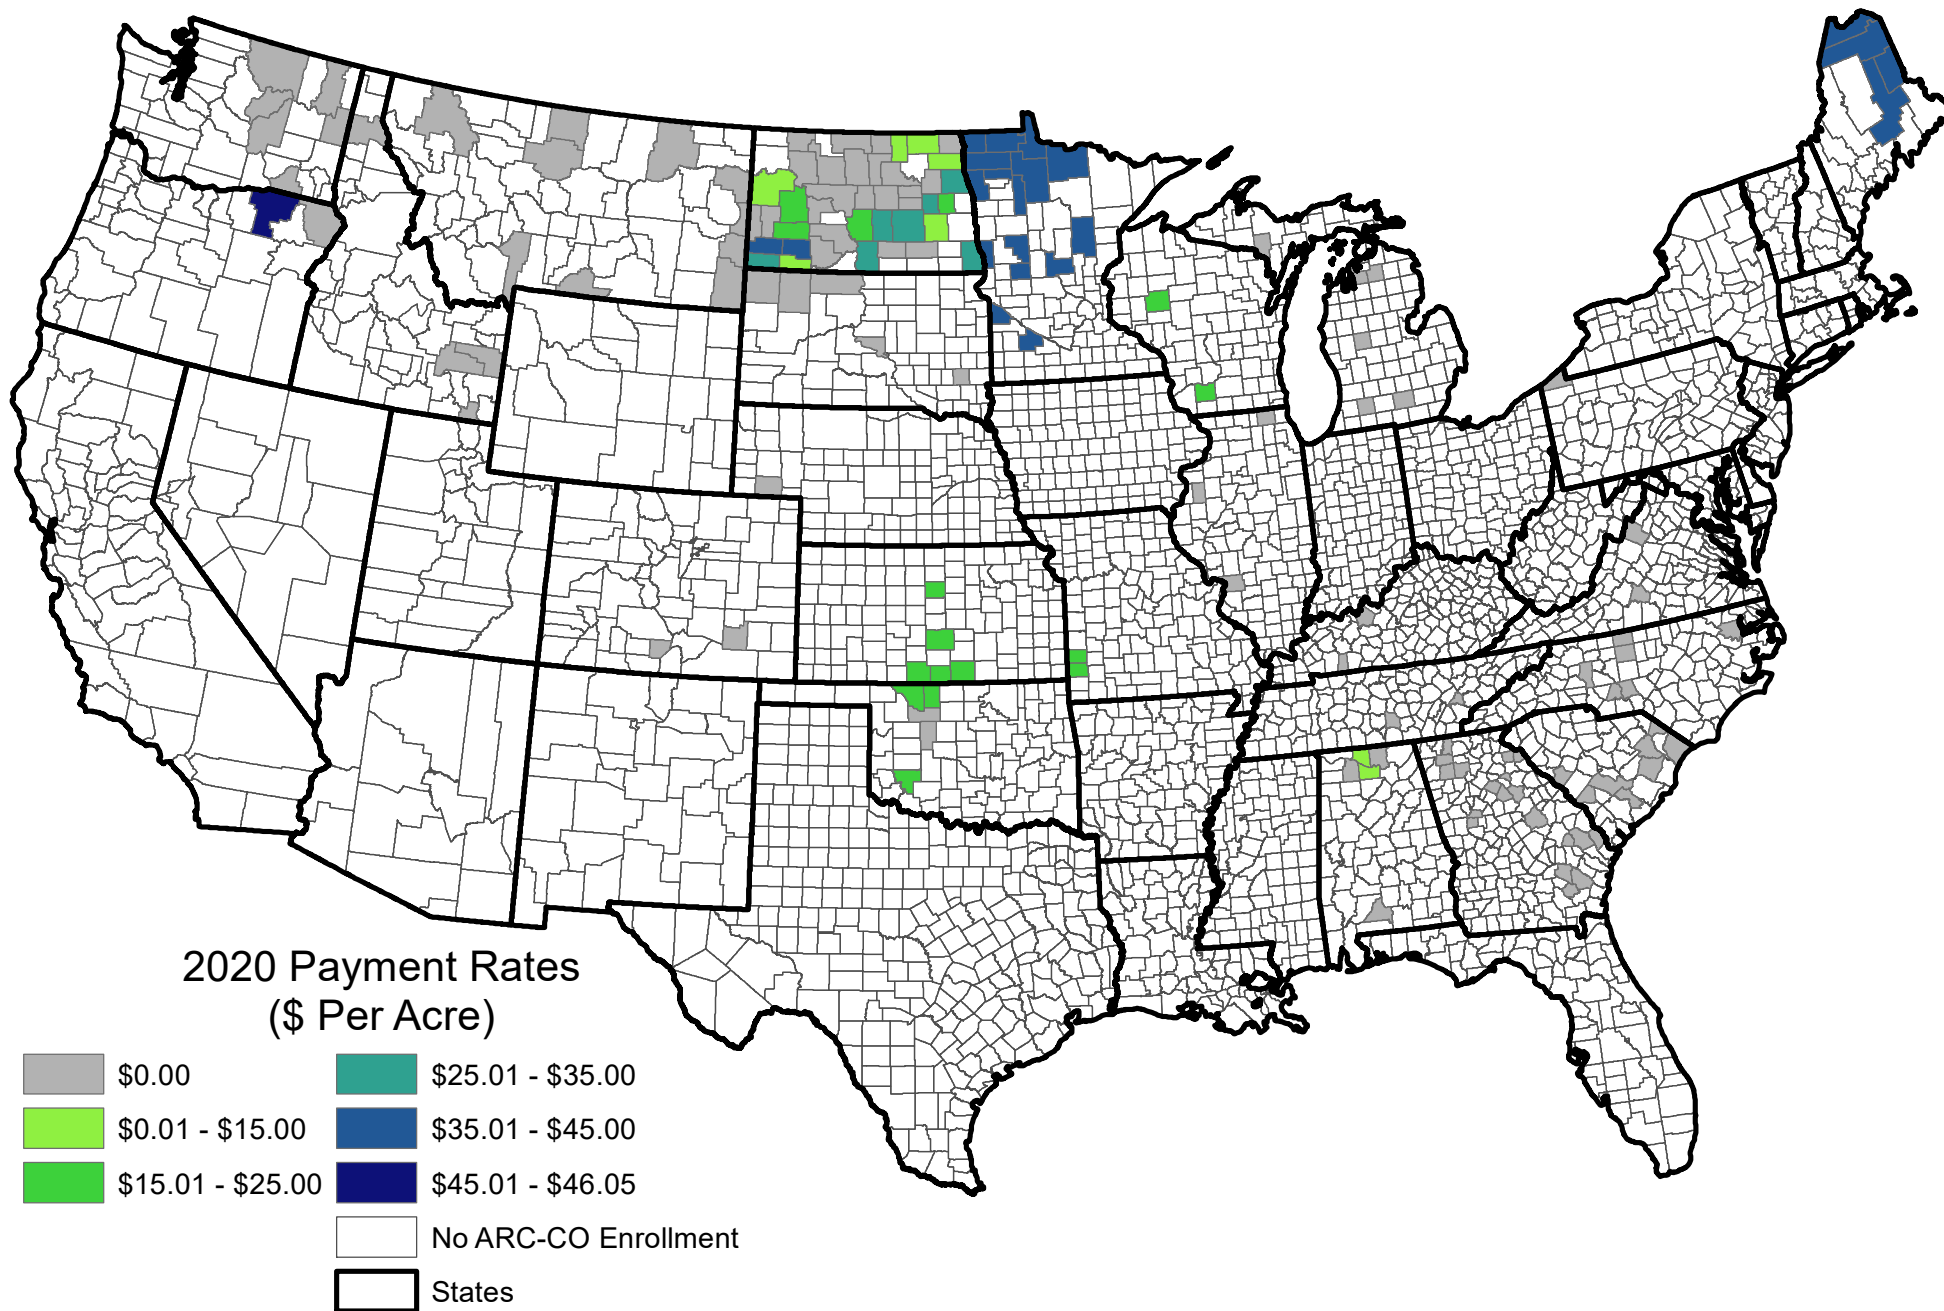 2020 Payment Rates
($ Per Acre)
$0.00
$0.01 - $15.00
$15.01 - $25.00
$25.01 - $35.00
$35.01 - $45.00
$45.01 - $46.05
No ARC-CO Enrollment
States